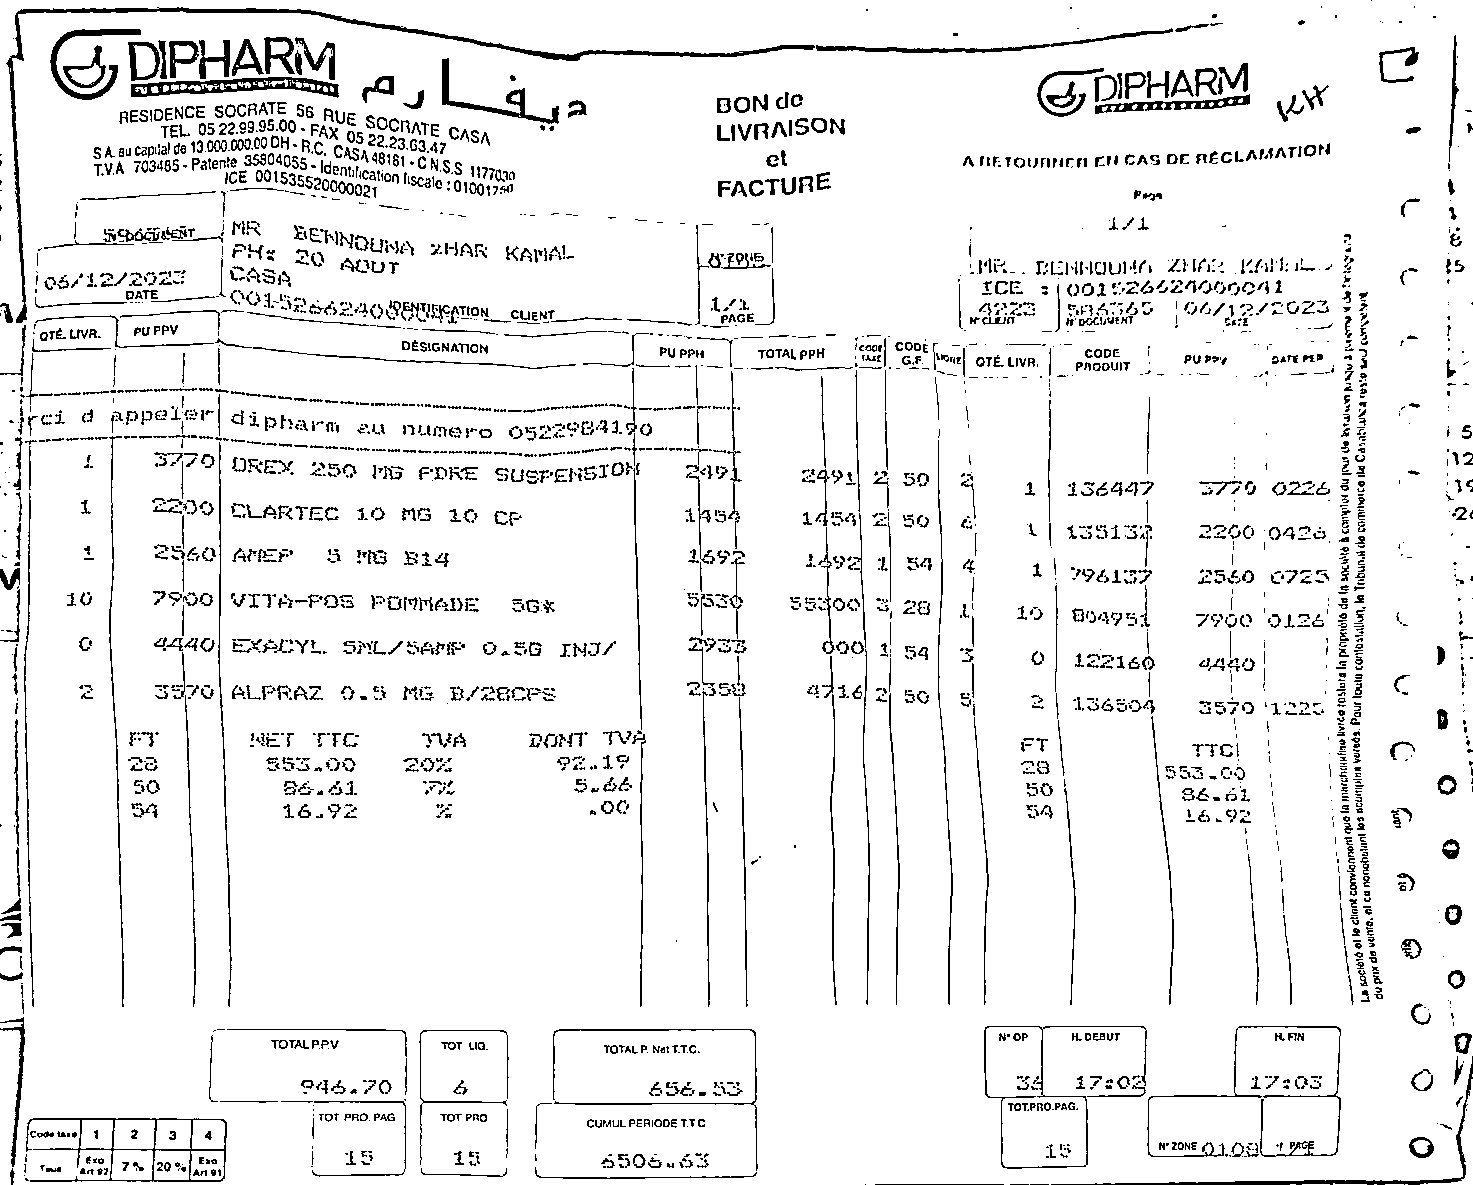 DIPHARM ديفارم
RESIDENCE SOCRATE 56 RUE SOCRATE CASA
TEL. 05 22.99.95.00 - FAX 05 22.23.63.47
S.A. au capital de 13.000.000.00 DH - R.C. CASA 48161 - C.N.S.S 1177030
T.V.A 703485 - Patente 35804055 - Identification fiscale : 01001750
ICE 001535520000021
BON de
LIVRAISON
et
FACTURE
DIPHARM
KH
A RETOURNER EN CAS DE RÉCLAMATION
Page
1/1
N° DOCUMENT
06/12/2023
DATE
MR BENNOUNA ZHAR KAMAL
PH: 20 AOUT
CASA
001526624000041
IDENTIFICATION CLIENT
N° ZONE
1/1
PAGE
MR BENNOUNA ZHAR KAMAL
ICE : 001526624000041
4223 586365 06/12/2023
N° CLIENT N° DOCUMENT DATE
QTÉ. LIVR. PU PPV DÉSIGNATION PU PPH TOTAL PPH CODE TAXE CODE G.F. QTÉ. LIVR. CODE PRODUIT PU PPV DATE PER
rci d appeler dipharm au numero 0522984190
1 3770 OREX 250 MG PDRE SUSPENSION 2491 2491 2 50 2 1 136447 3770 0226
1 2200 CLARTEC 10 MG 10 CP 1454 1454 2 50 6 1 135132 2200 0426
1 2560 AMEP 5 MG B14 1692 1692 1 54 4 1 796137 2560 0725
10 7900 VITA-POS POMMADE 5G* 5530 55300 3 28 1 10 804951 7900 0126
0 4440 EXACYL 5ML/5AMP 0.5G INJ/ 2933 000 1 54 3 0 122160 4440
2 3570 ALPRAZ 0.5 MG B/28CPS 2358 4716 2 50 5 2 136504 3570 1225
FT NET TTC TVA DONT TVA FT TTC
28 553.00 20% 92.19 28 553.00
50 86.61 7% 5.66 50 86.61
54 16.92 % .00 54 16.92
La société et le client conviennent que la marchandise livrée restera la propriété de la société à compter du jour de livraison jusqu'à paiement de l'intégralité
du prix de vente, et ce nonobstant les acomptes versés. Pour toute contestation, le Tribunal de commerce de Casablanca reste seul compétent
TOTAL P.P.V
946.70
TOT LIG.
6
TOTAL P. Net T.T.C.
656.53
N° OP
36
H. DEBUT
17:02
H. FIN
17:03
TOT PRO. PAG
15
TOT PRO
15
CUMUL PERIODE T.T.C
6506.63
TOT.PRO.PAG.
15
N° ZONE 0108
1/1 PAGE
Code taxe 1 2 3 4
Taux Exo Art 92 7% 20% Exo Art 91